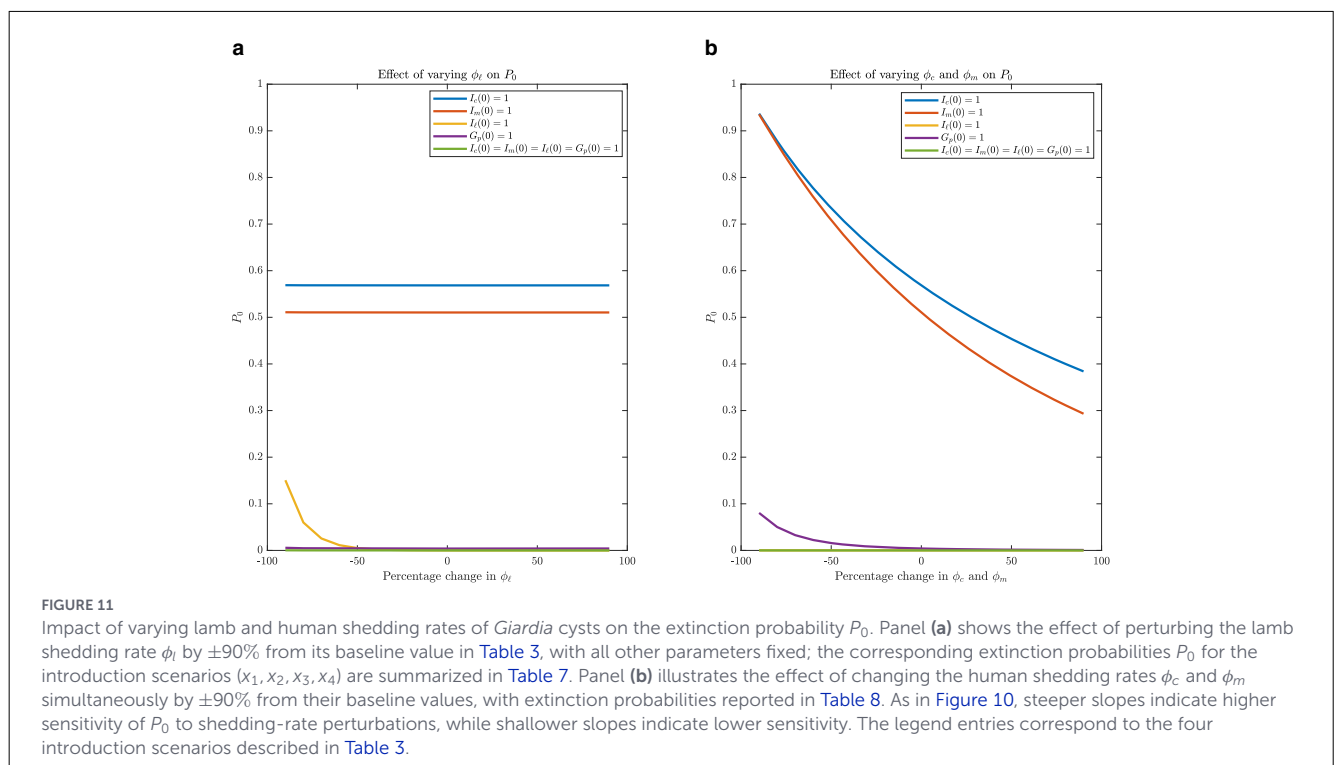 a
Effect of varying ϕ_ℓ on P_0
1
0.9
0.8
0.7
0.6
0.5
0.4
0.3
0.2
0.1
0
P_0
-100
-50
0
50
100
Percentage change in ϕ_ℓ
I_c(0) = 1
I_m(0) = 1
I_ℓ(0) = 1
G_p(0) = 1
I_c(0) = I_m(0) = I_ℓ(0) = G_p(0) = 1
b
Effect of varying ϕ_c and ϕ_m on P_0
1
0.9
0.8
0.7
0.6
0.5
0.4
0.3
0.2
0.1
0
P_0
-100
-50
0
50
100
Percentage change in ϕ_c and ϕ_m
I_c(0) = 1
I_m(0) = 1
I_ℓ(0) = 1
G_p(0) = 1
I_c(0) = I_m(0) = I_ℓ(0) = G_p(0) = 1
FIGURE 11
Impact of varying lamb and human shedding rates of Giardia cysts on the extinction probability P_0. Panel (a) shows the effect of perturbing the lamb
shedding rate ϕ_l by ±90% from its baseline value in Table 3, with all other parameters fixed; the corresponding extinction probabilities P_0 for the
introduction scenarios (x_1, x_2, x_3, x_4) are summarized in Table 7. Panel (b) illustrates the effect of changing the human shedding rates ϕ_c and ϕ_m
simultaneously by ±90% from their baseline values, with extinction probabilities reported in Table 8. As in Figure 10, steeper slopes indicate higher
sensitivity of P_0 to shedding-rate perturbations, while shallower slopes indicate lower sensitivity. The legend entries correspond to the four
introduction scenarios described in Table 3.